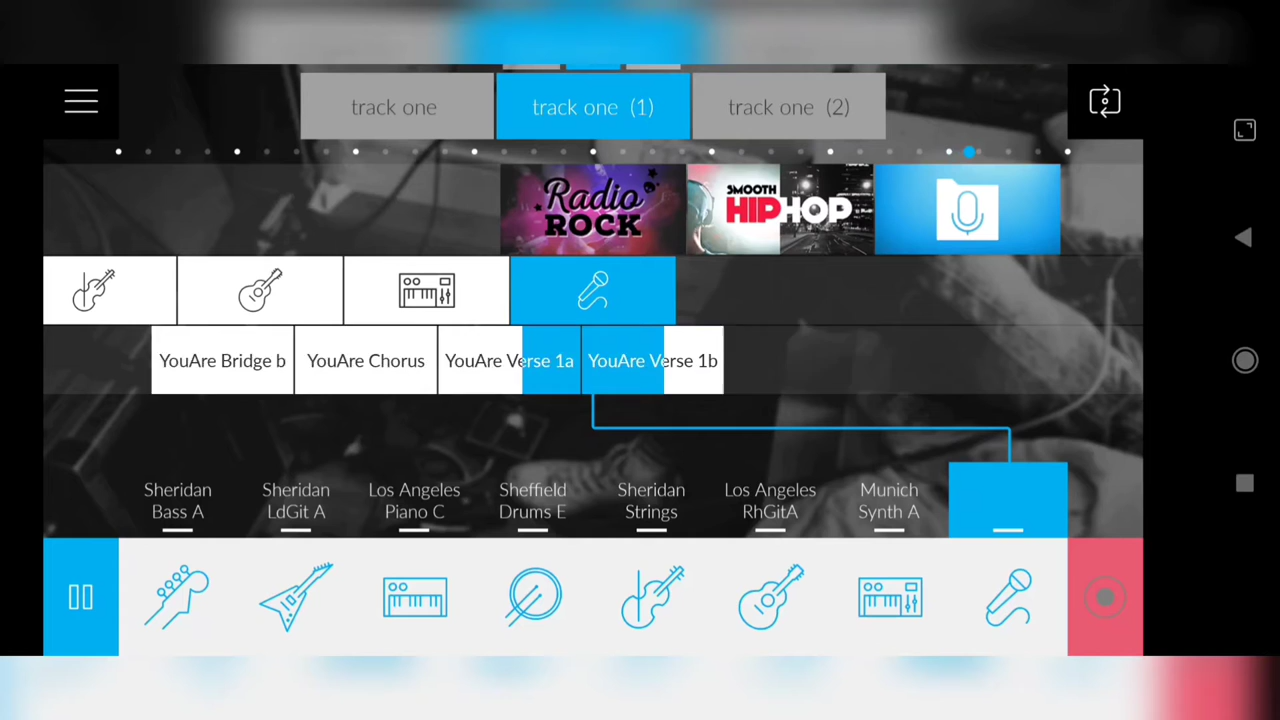 track one
track one (1)
track one (2)
Radio
ROCK
SMOOTH
HIPHOP
YouAre Bridge b
YouAre Chorus
YouAre Verse 1a
YouAre Verse 1b
Sheridan
Bass A
Sheridan
LdGit A
Los Angeles
Piano C
Sheffield
Drums E
Sheridan
Strings
Los Angeles
RhGitA
Munich
Synth A